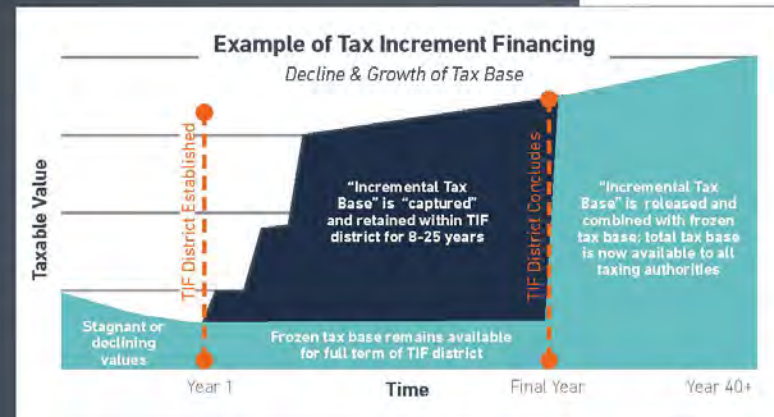 Example of Tax Increment Financing
Decline & Growth of Tax Base
Taxable Value
TIF District Established
"Incremental Tax
Base" is "captured"
and retained within TIF
district for 8-25 years
TIF District Concludes
"Incremental Tax
Base" is released and
combined with frozen
tax base; total tax base
is now available to all
taxing authorities
Stagnant or
declining
values
Frozen tax base remains available
for full term of TIF district
Year 1
Time
Final Year
Year 40+